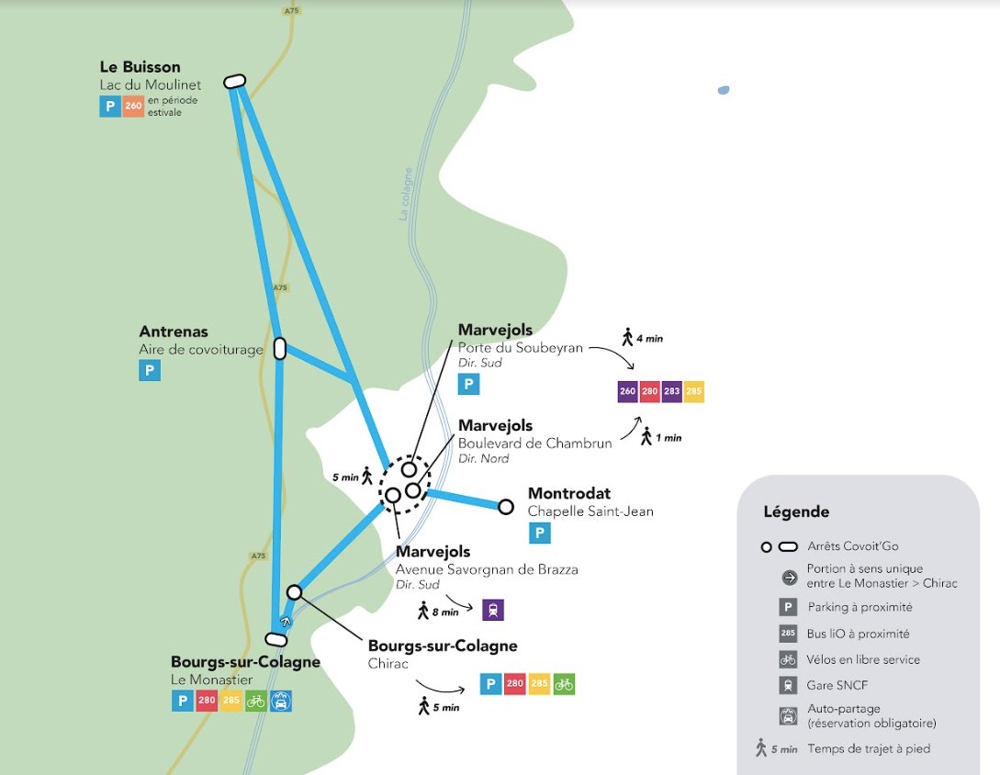 A75
Le Buisson
Lac du Moulinet
P 260 en période
estivale
La colagne
A75
Antrenas
Aire de covoiturage
P
Marvejols
Porte du Soubeyran
Dir. Sud
P
4 min
260 280 283 285
1 min
Marvejols
Boulevard de Chambrun
Dir. Nord
5 min
Montrodat
Chapelle Saint-Jean
P
Marvejols
Avenue Savorgnan de Brazza
Dir. Sud
8 min
A75
Bourgs-sur-Colagne
Chirac
5 min
P 280 285
Bourgs-sur-Colagne
Le Monastier
P 280 285
Légende
Arrêts Covoit'Go
Portion à sens unique
entre Le Monastier > Chirac
P Parking à proximité
285 Bus liO à proximité
Vélos en libre service
Gare SNCF
Auto-partage
(réservation obligatoire)
5 min Temps de trajet à pied